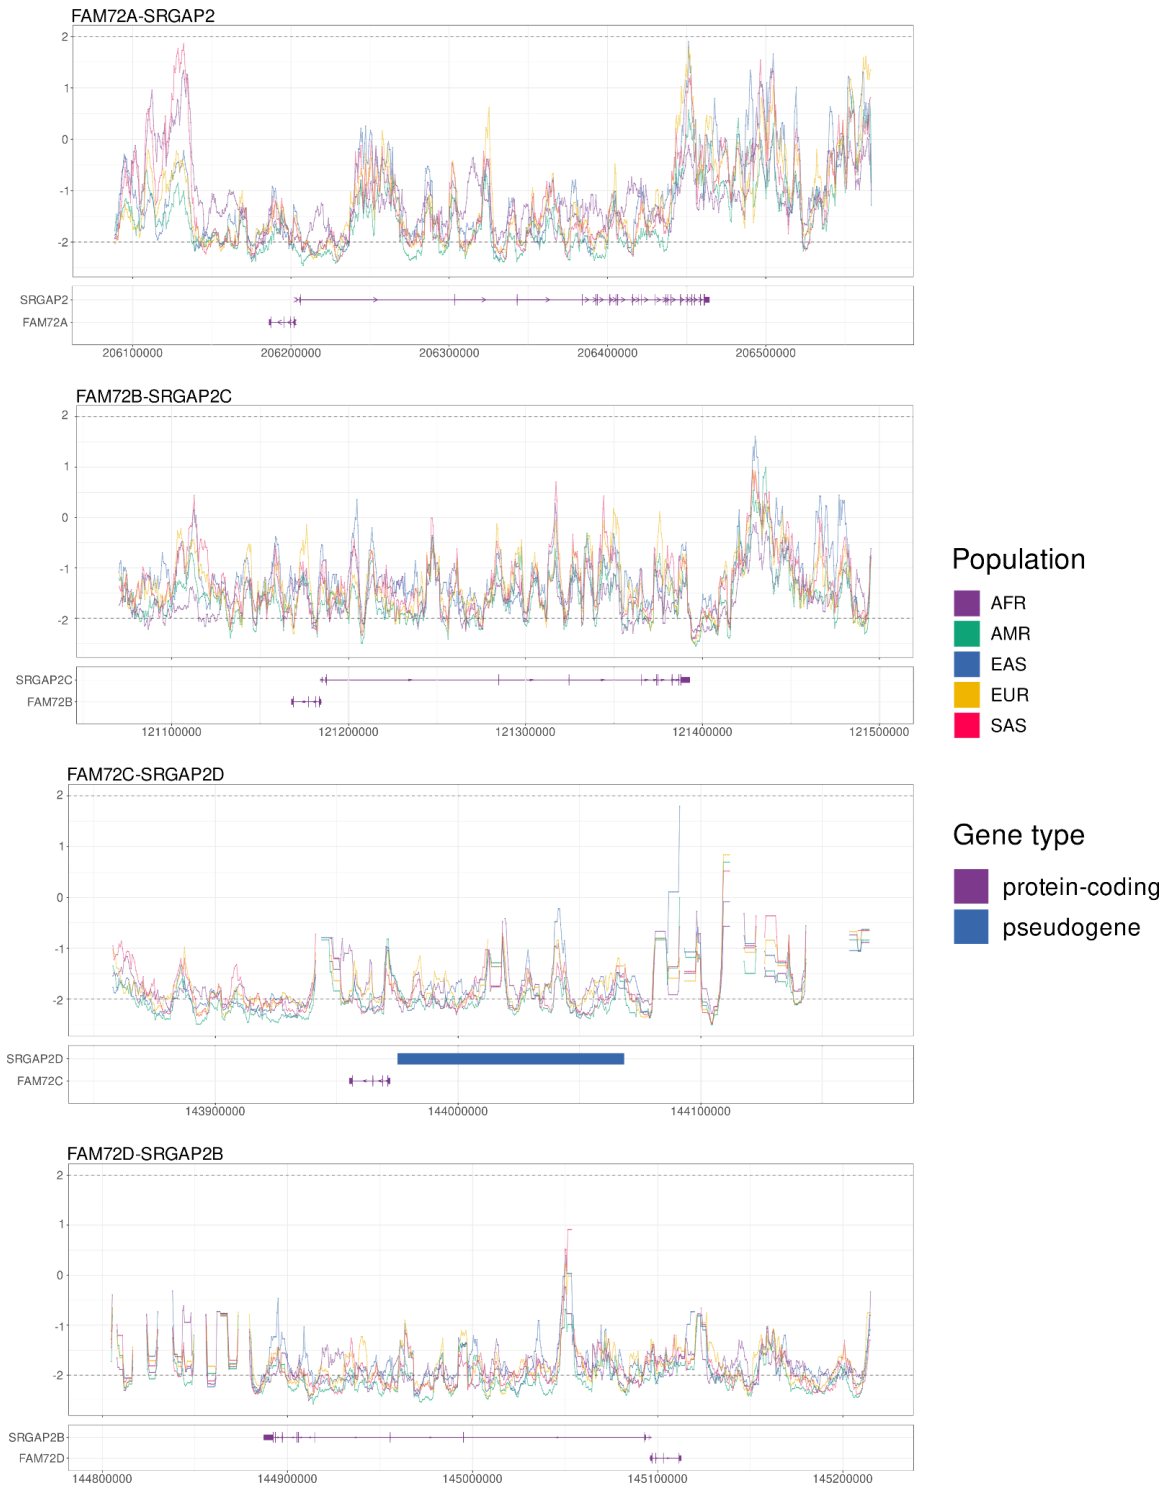 FAM72A-SRGAP2
2
1
0
-1
-2
SRGAP2
FAM72A
206100000 206200000 206300000 206400000 206500000
FAM72B-SRGAP2C
2
1
0
-1
-2
SRGAP2C
FAM72B
121100000 121200000 121300000 121400000 121500000
FAM72C-SRGAP2D
2
1
0
-1
-2
SRGAP2D
FAM72C
143900000 144000000 144100000
FAM72D-SRGAP2B
2
1
0
-1
-2
SRGAP2B
FAM72D
144800000 144900000 145000000 145100000 145200000
Population
AFR
AMR
EAS
EUR
SAS
Gene type
protein-coding
pseudogene